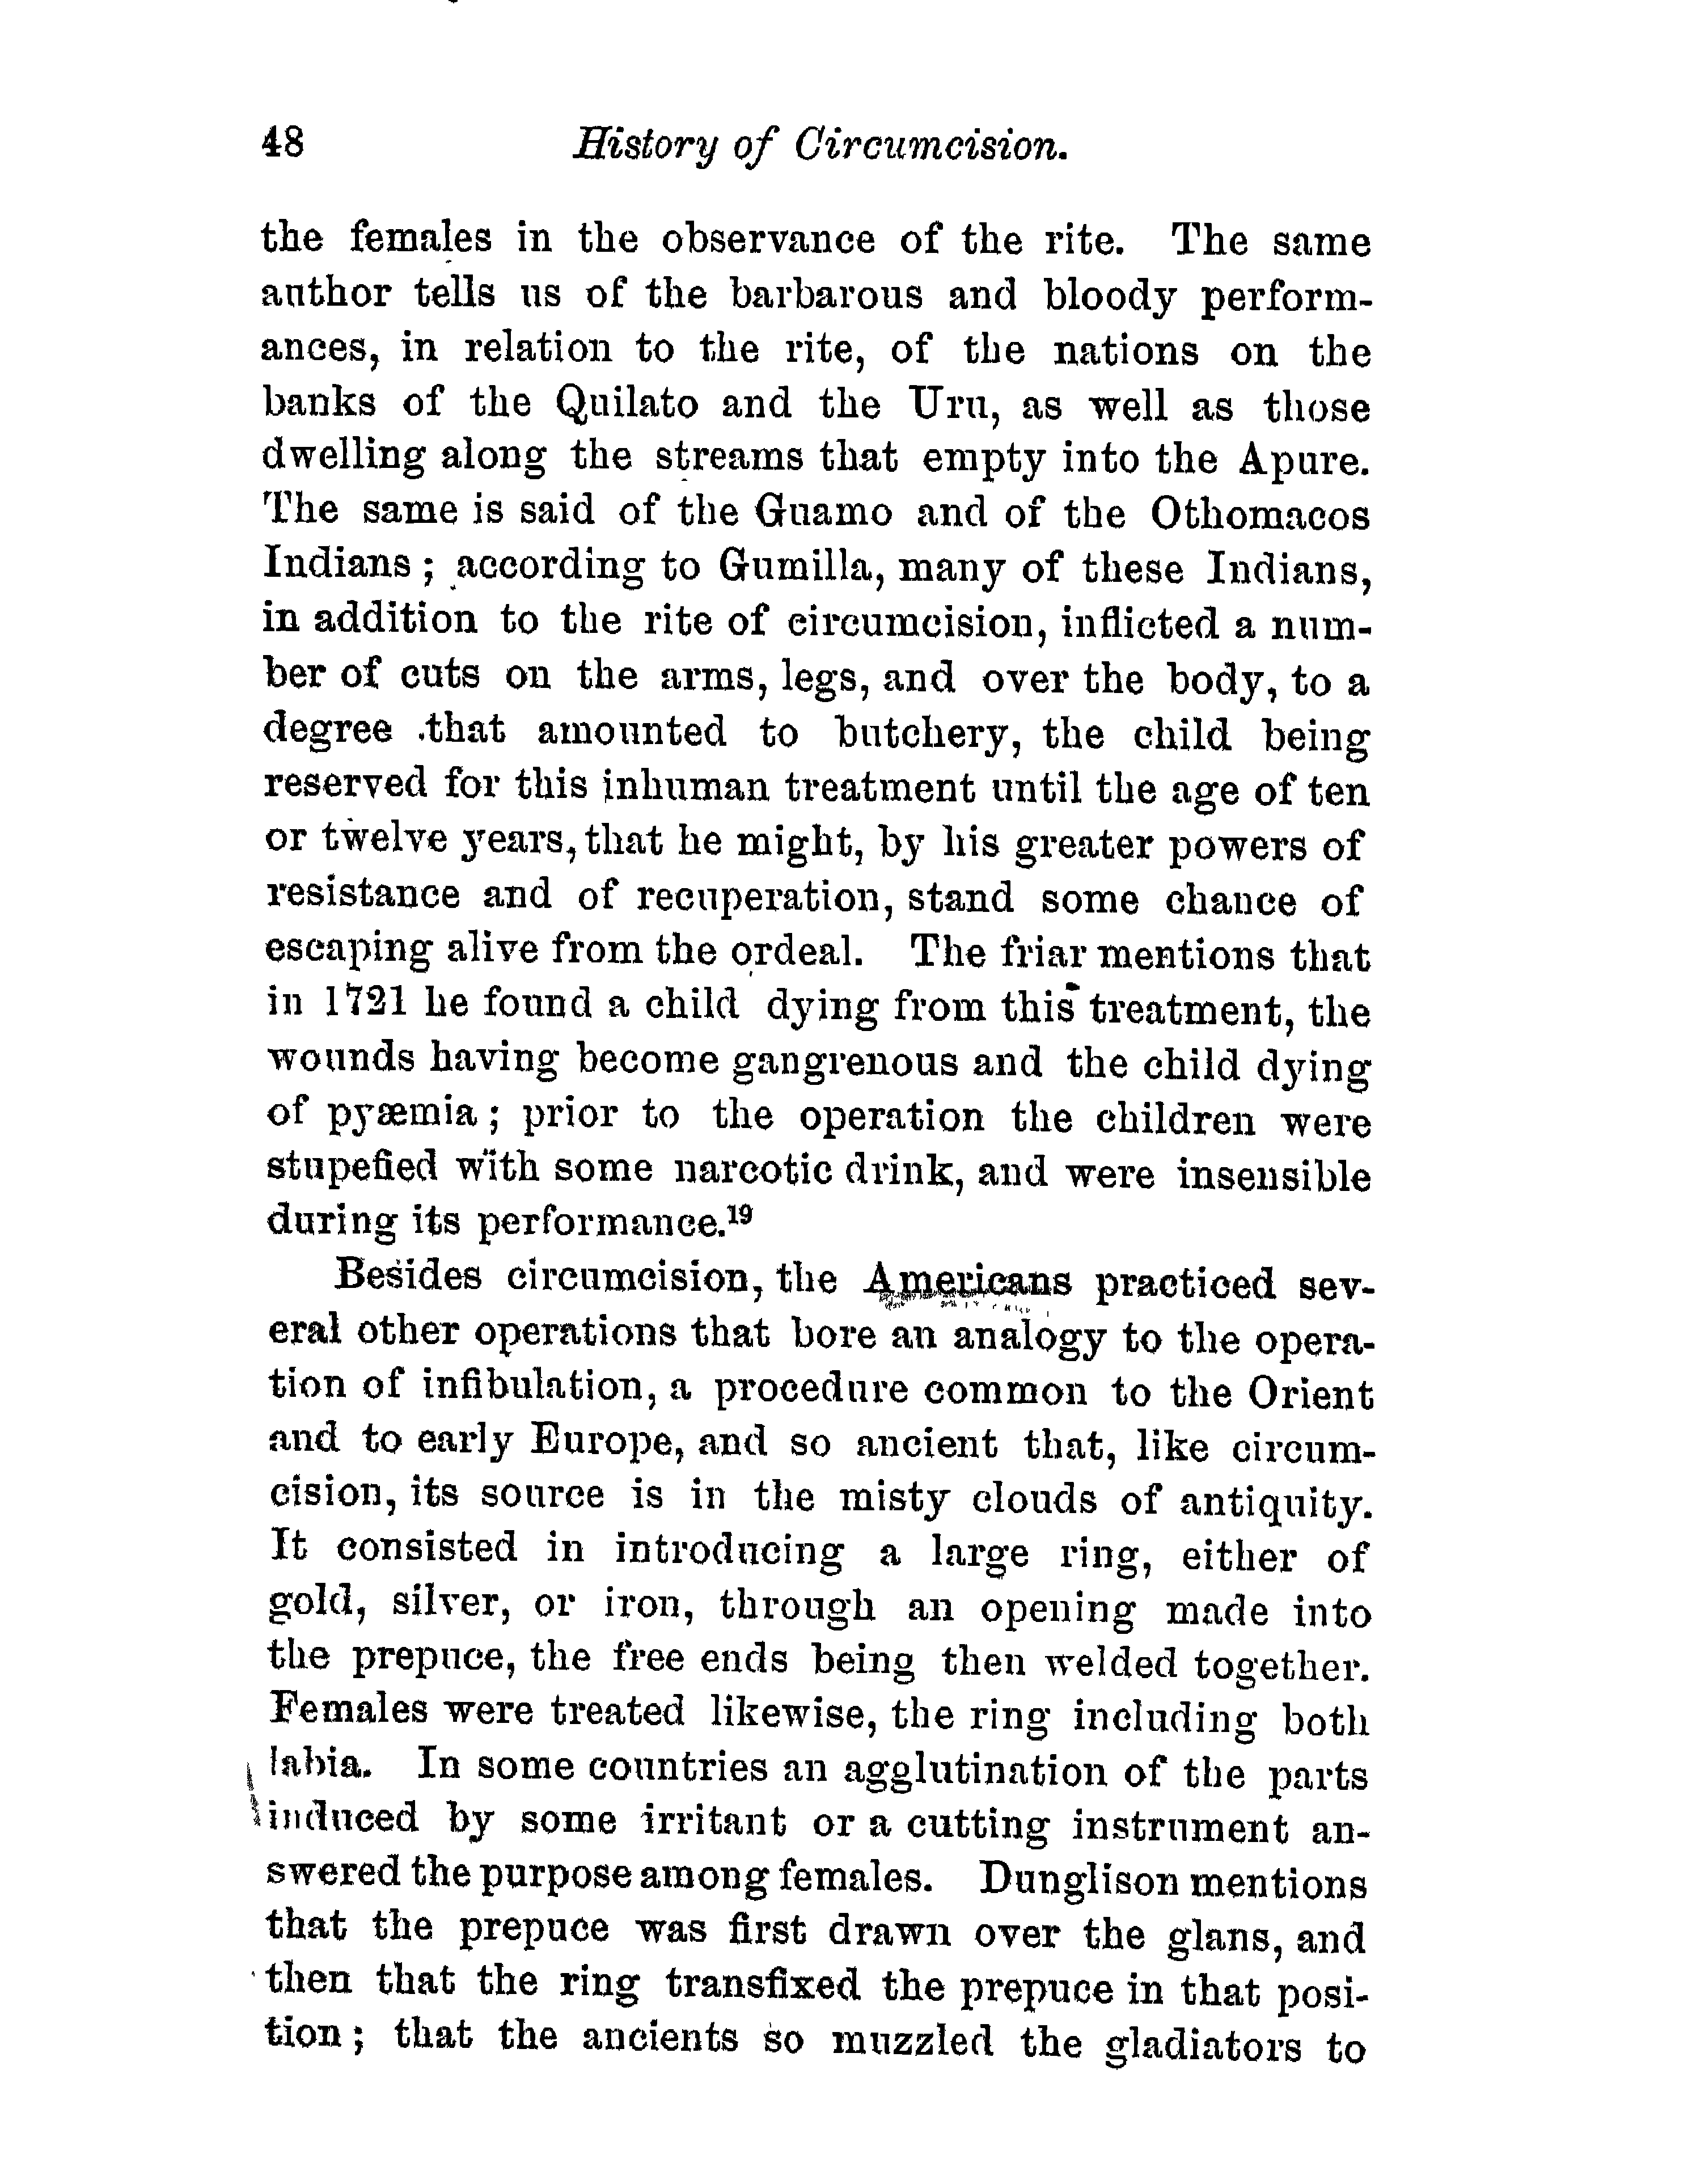 48 History of Circumcision.
the females in the observance of the rite. The same
author tells us of the barbarous and bloody perform-
ances, in relation to the rite, of the nations on the
banks of the Quilato and the Uru, as well as those
dwelling along the streams that empty into the Apure.
The same is said of the Guamo and of the Othomacos
Indians; according to Gumilla, many of these Indians,
in addition to the rite of circumcision, inflicted a num-
ber of cuts on the arms, legs, and over the body, to a
degree that amounted to butchery, the child being
reserved for this inhuman treatment until the age of ten
or twelve years, that he might, by his greater powers of
resistance and of recuperation, stand some chance of
escaping alive from the ordeal. The friar mentions that
in 1721 he found a child dying from this treatment, the
wounds having become gangrenous and the child dying
of pyæmia; prior to the operation the children were
stupefied with some narcotic drink, and were insensible
during its performance.¹⁹
Besides circumcision, the Americans practiced sev-
eral other operations that bore an analogy to the opera-
tion of infibulation, a procedure common to the Orient
and to early Europe, and so ancient that, like circum-
cision, its source is in the misty clouds of antiquity.
It consisted in introducing a large ring, either of
gold, silver, or iron, through an opening made into
the prepuce, the free ends being then welded together.
Females were treated likewise, the ring including both
labia. In some countries an agglutination of the parts
induced by some irritant or a cutting instrument an-
swered the purpose among females. Dunglison mentions
that the prepuce was first drawn over the glans, and
then that the ring transfixed the prepuce in that posi-
tion; that the ancients so muzzled the gladiators to